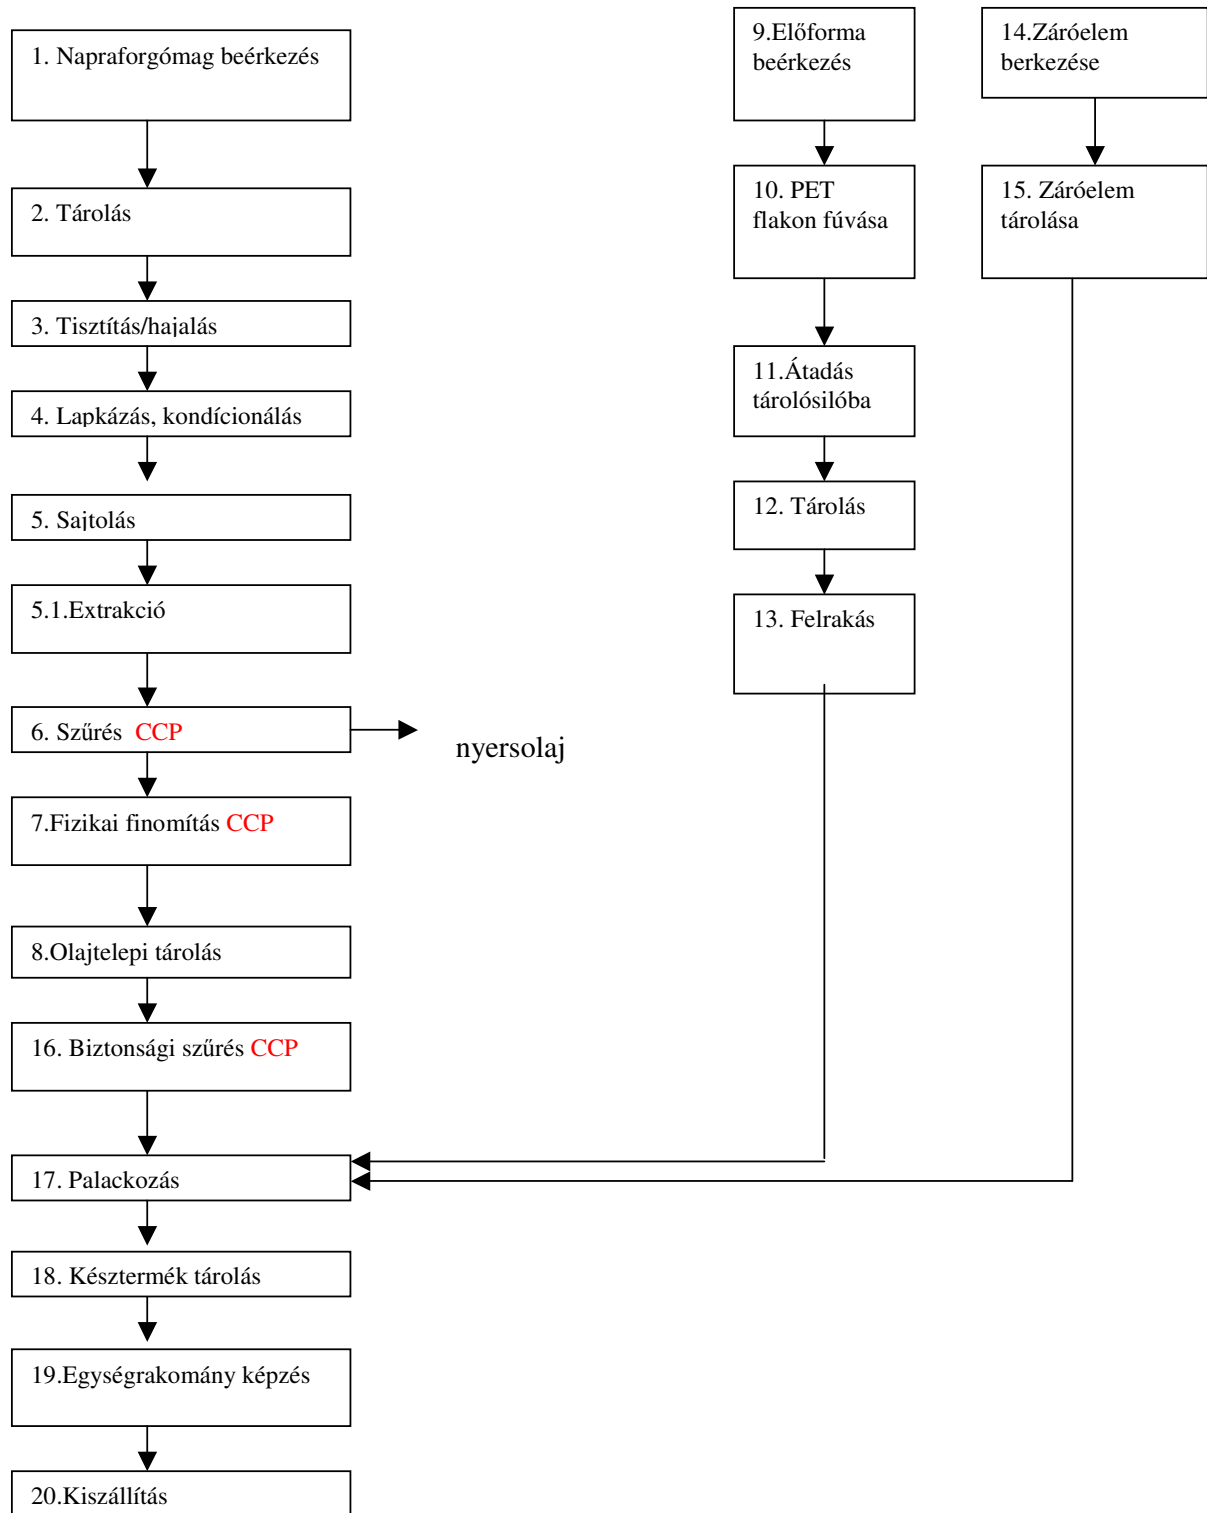 1. Napraforgómag beérkezés
2. Tárolás
3. Tisztítás/hajalás
4. Lapkázás, kondícionálás
5. Sajtolás
5.1.Extrakció
6. Szűrés CCP
nyersolaj
7.Fizikai finomítás CCP
8.Olajtelepi tárolás
16. Biztonsági szűrés CCP
17. Palackozás
18. Késztermék tárolás
19.Egységrakomány képzés
20.Kiszállítás
9.Előforma
beérkezés
10. PET
flakon fúvása
11.Átadás
tárolósilóba
12. Tárolás
13. Felrakás
14.Záróelem
berkezése
15. Záróelem
tárolása